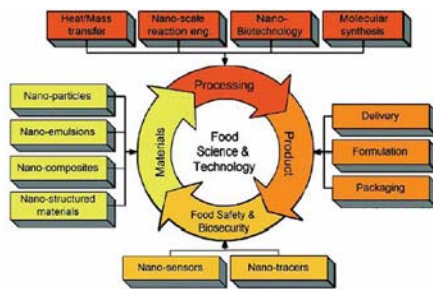 Heat/Mass
transfer
Nano-scale
reaction eng.
Nano-
Biotechnology
Molecular
synthesis
Processing
Nano-particles
Nano-emulsions
Nano-composites
Nano-structured
materials
Materials
Food
Science &
Technology
Product
Delivery
Formulation
Packaging
Food Safety &
Biosecurity
Nano-sensors
Nano-tracers